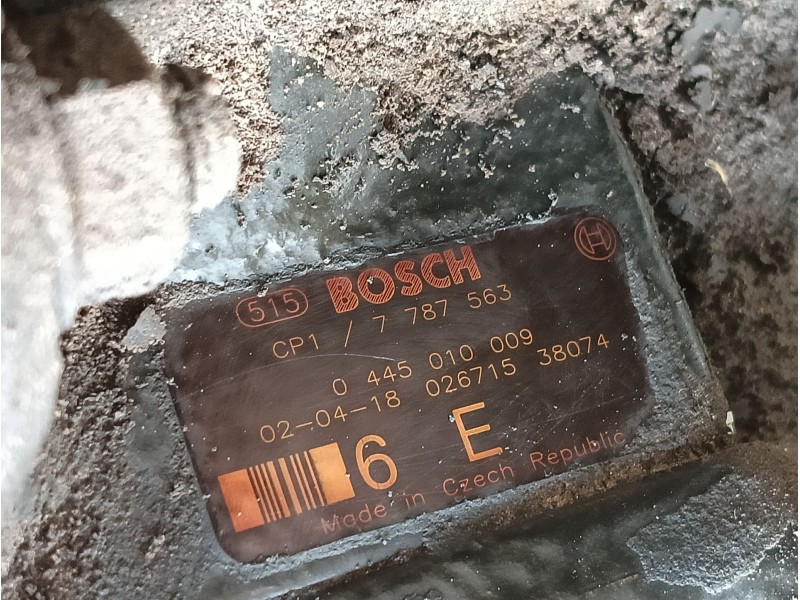 515 BOSCH H
CP1 / 7 787 563
0 445 010 009
02-04-18 026715 38074
6 E
Made in Czech Republic